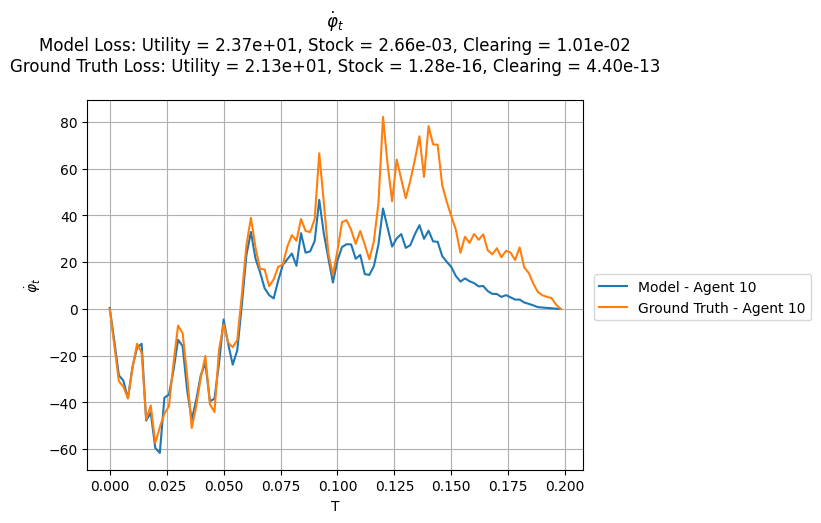 φ̇ₜ
Model Loss: Utility = 2.37e+01, Stock = 2.66e-03, Clearing = 1.01e-02
Ground Truth Loss: Utility = 2.13e+01, Stock = 1.28e-16, Clearing = 4.40e-13
80
60
40
20
0
−20
−40
−60
φ̇ₜ
0.000 0.025 0.050 0.075 0.100 0.125 0.150 0.175 0.200
T
Model - Agent 10
Ground Truth - Agent 10